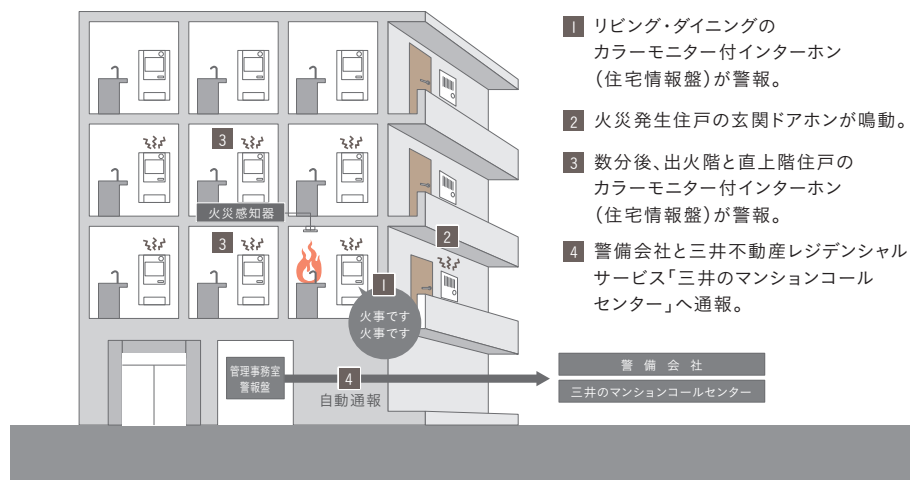 1 リビング・ダイニングの
カラーモニター付インターホン
（住宅情報盤）が警報。
2 火災発生住戸の玄関ドアホンが鳴動。
3 数分後、出火階と直上階住戸の
カラーモニター付インターホン
（住宅情報盤）が警報。
4 警備会社と三井不動産レジデンシャル
サービス「三井のマンションコール
センター」へ通報。
3
火災感知器
3
2
1
火事です
火事です
管理事務室
警報盤
4
自動通報
警備会社
三井のマンションコールセンター